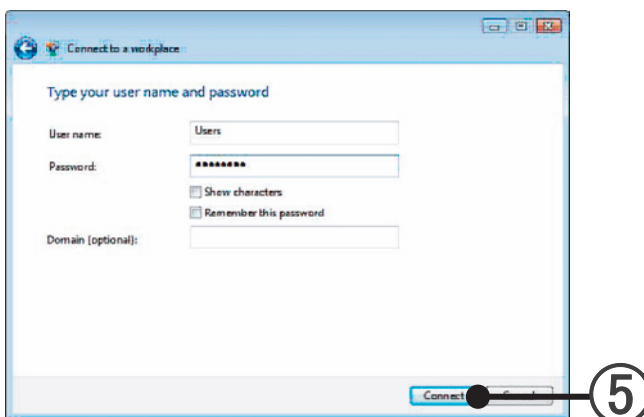 Connect to a workplace
Type your user name and password
User name:
Users
Password:
••••••••
Show characters
Remember this password
Domain (optional):
Connect
5